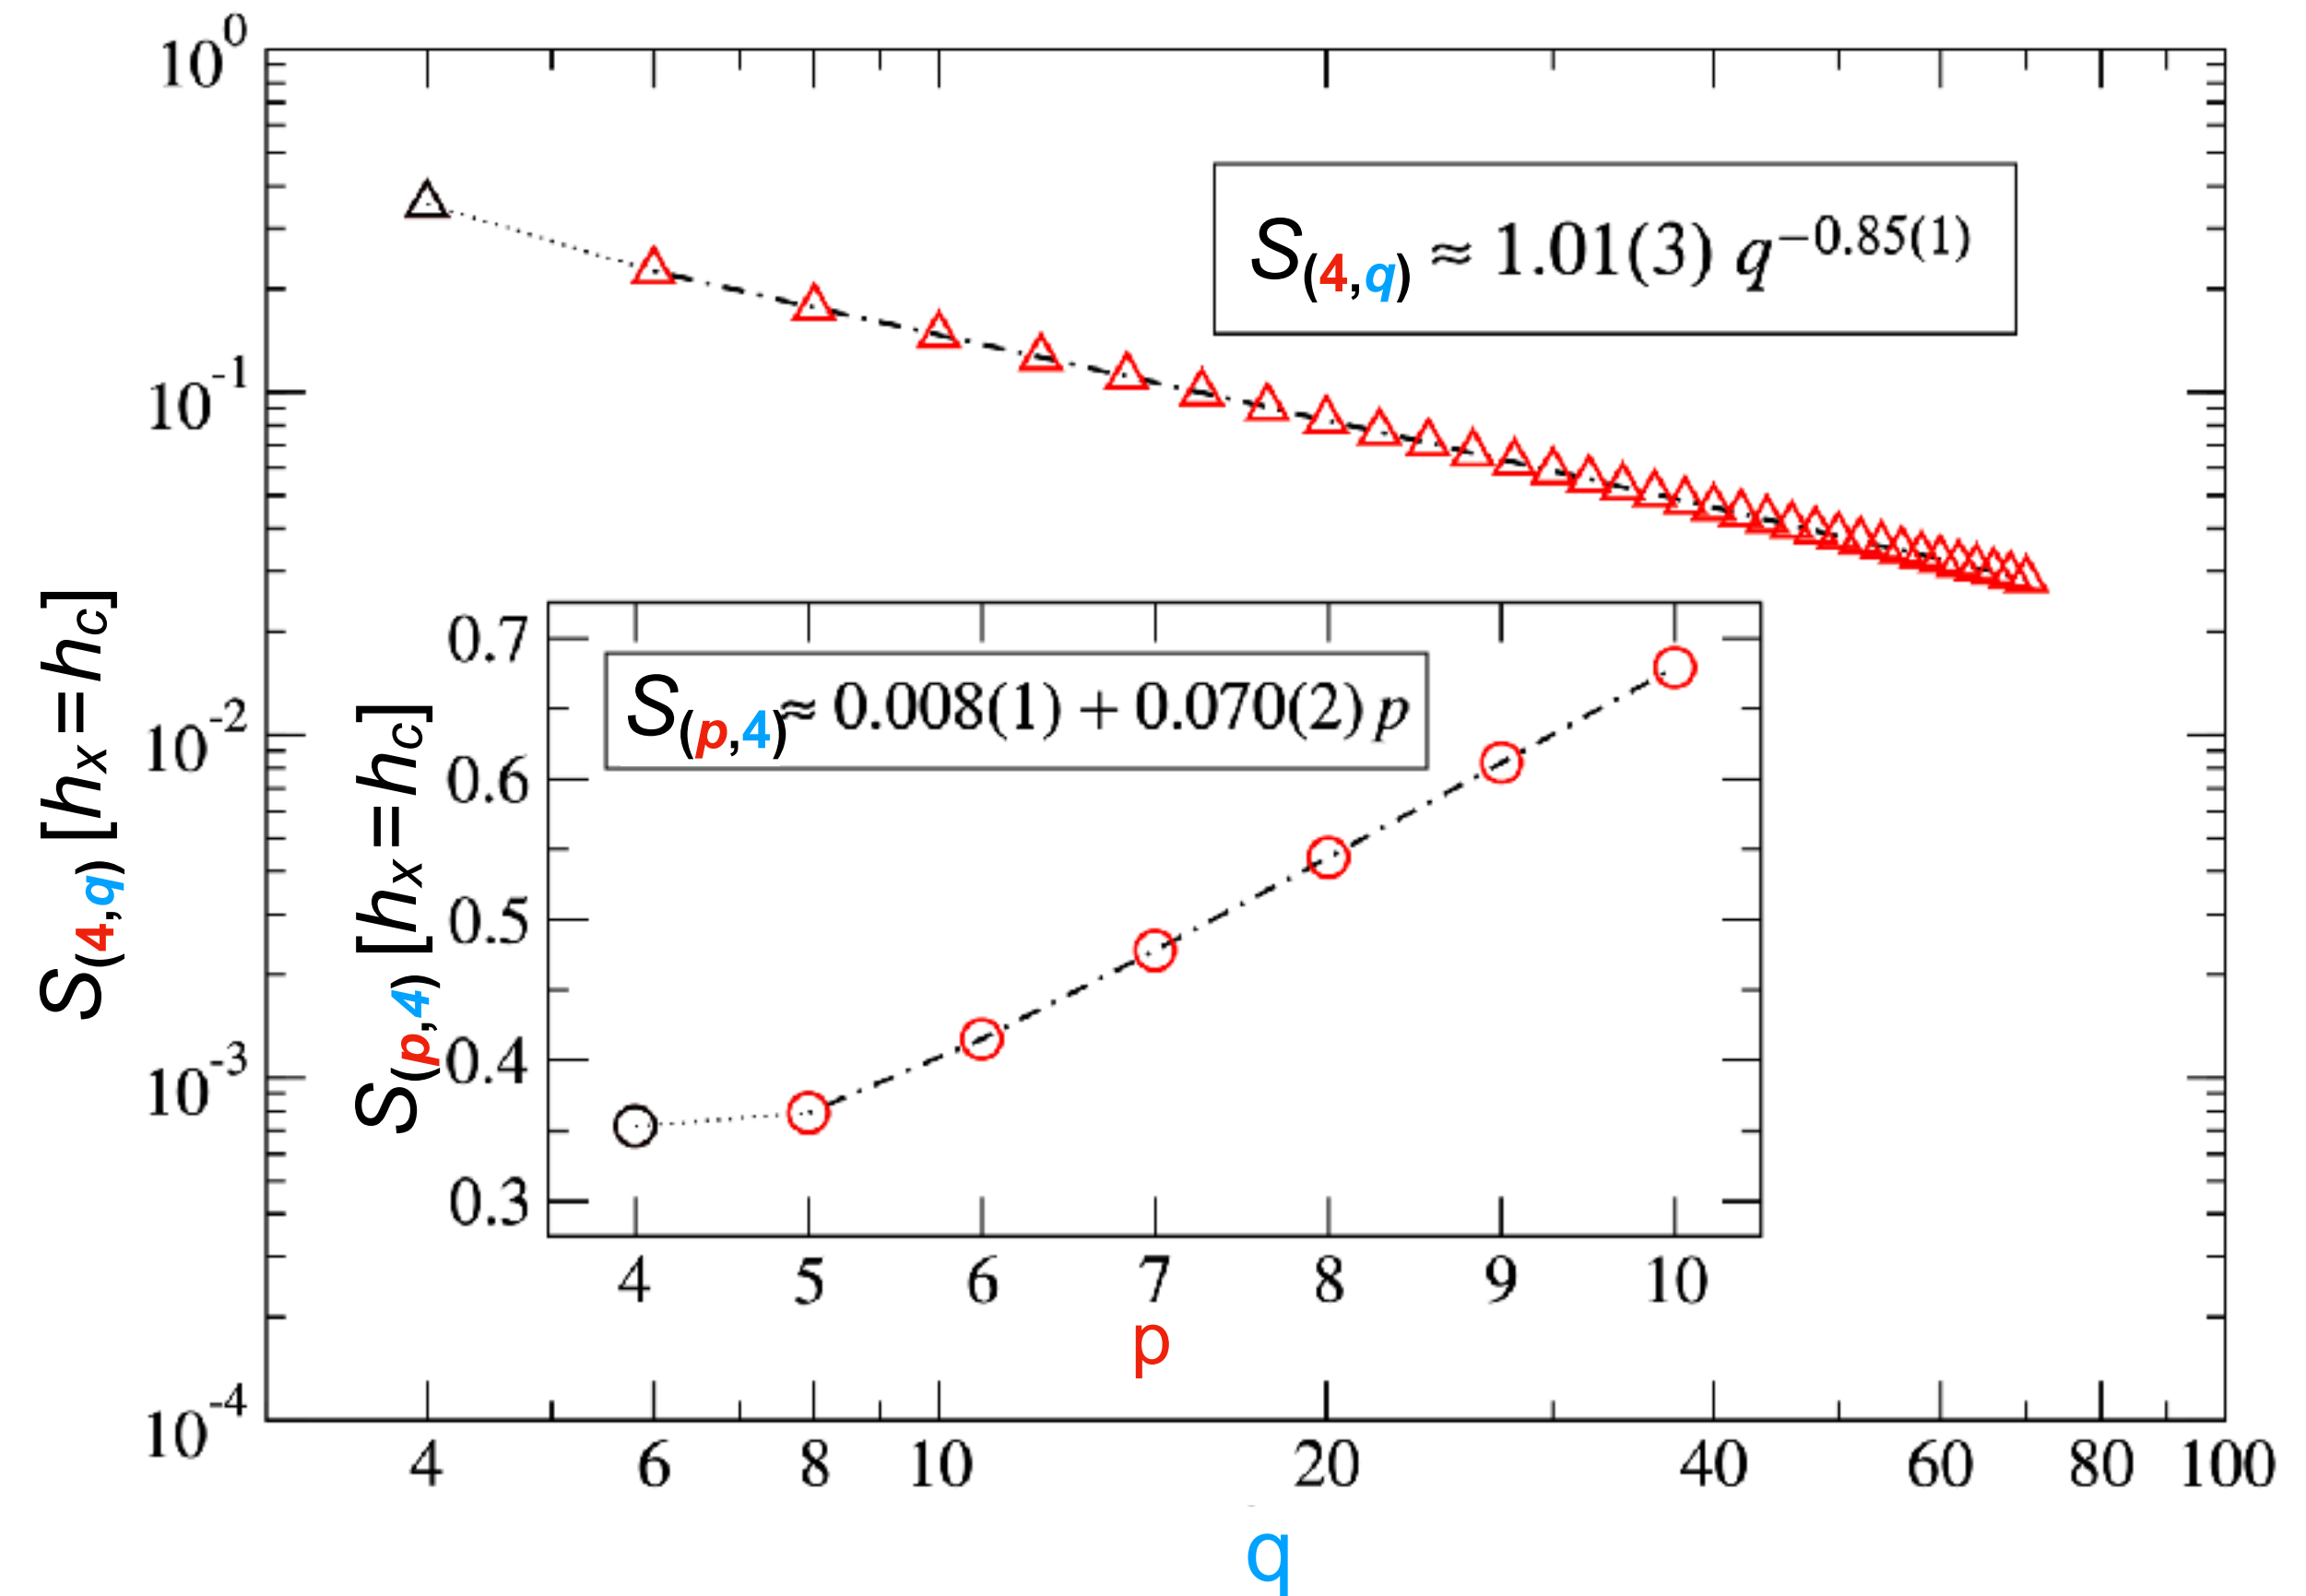 10^0
10^-1
10^-2
10^-3
10^-4
S(4,q) [hx=hc]
S(4,q) ≈ 1.01(3) q^−0.85(1)
S(p,4) [hx=hc]
0.7
0.6
0.5
0.4
0.3
S(p,4) ≈ 0.008(1) + 0.070(2) p
4 5 6 7 8 9 10
p
4 6 8 10 20 40 60 80 100
q